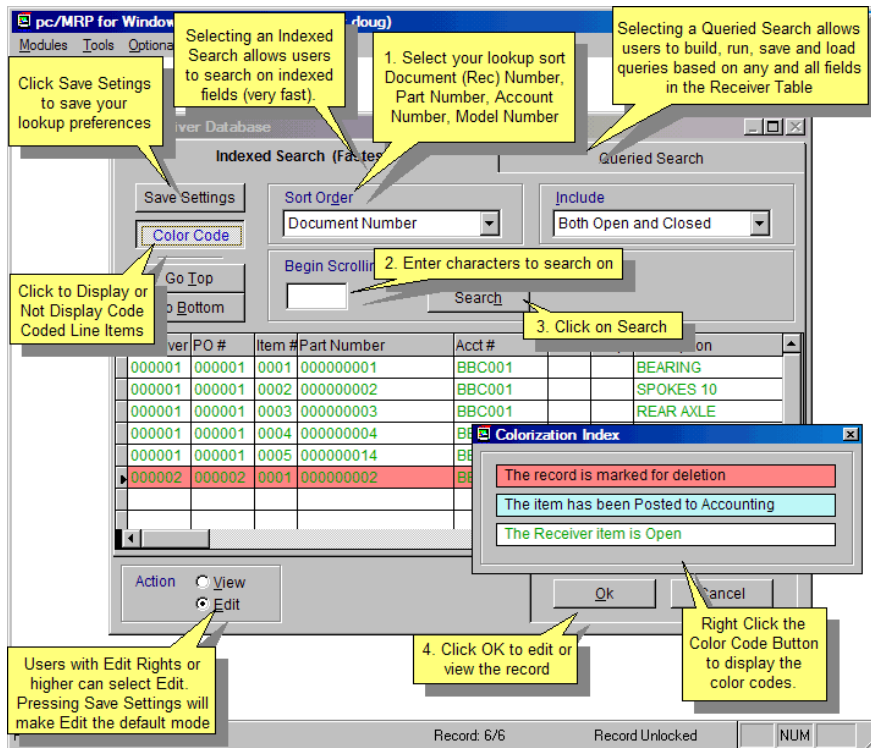 pc/MRP for Window
doug)
Modules Tools Optiona
Selecting an Indexed
Search allows users
to search on indexed
fields (very fast).
1. Select your lookup sort
Document (Rec) Number,
Part Number, Account
Number, Model Number
Selecting a Queried Search allows
users to build, run, save and load
queries based on any and all fields
in the Receiver Table
Click Save Setings
to save your
lookup preferences
iver Database
Indexed Search (Fastes
Queried Search
Save Settings
Sort Order
Include
Document Number
Both Open and Closed
Color Code
Go Top
Begin Scrollin
2. Enter characters to search on
Click to Display or
Not Display Code
Coded Line Items
o Bottom
Search
3. Click on Search
ver PO # Item # Part Number Acct # ion
000001 000001 0001 000000001 BBC001 BEARING
000001 000001 0002 000000002 BBC001 SPOKES 10
000001 000001 0003 000000003 BBC001 REAR AXLE
000001 000001 0004 000000004 BB
000001 000001 0005 000000014 BB
000002 000002 0001 000000002 BB
Colorization Index
The record is marked for deletion
The item has been Posted to Accounting
The Receiver item is Open
Action View
Edit
Ok
Cancel
Users with Edit Rights or
higher can select Edit.
Pressing Save Settings will
make Edit the default mode
4. Click OK to edit or
view the record
Right Click the
Color Code Button
to display the
color codes.
Record: 6/6 Record Unlocked NUM